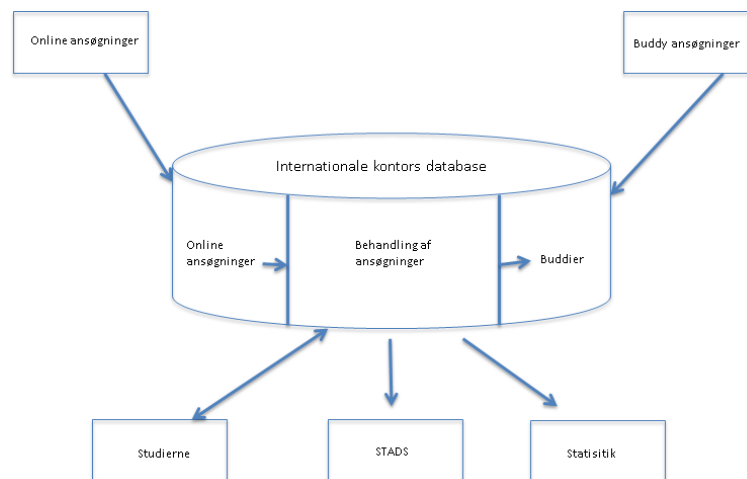 Online ansøgninger
Buddy ansøgninger
Internationale kontors database
Online
ansøgninger
Behandling af
ansøgninger
Buddier
Studierne
STADS
Statisitik